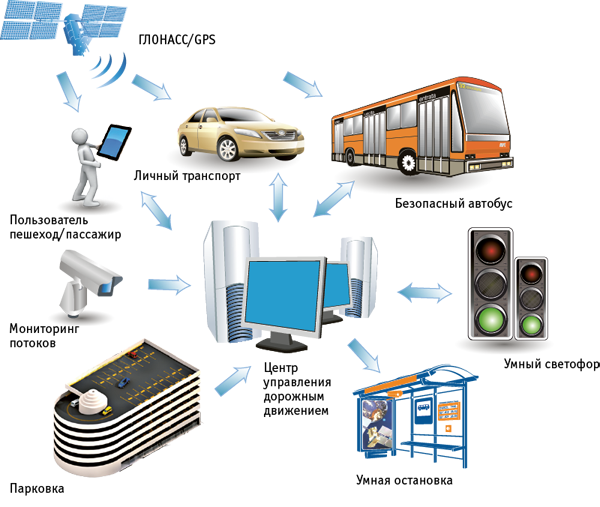 ГЛОНАСС/GPS
Личный транспорт
Безопасный автобус
Пользователь
пешеход/пассажир
Мониторинг
потоков
Центр
управления
дорожным
движением
Умный светофор
Парковка
Умная остановка